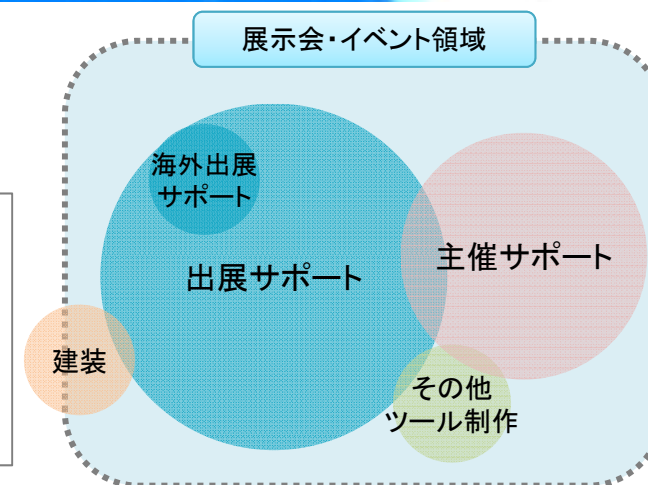 展示会・イベント領域
海外出展
サポート
出展サポート
主催サポート
建装
その他
ツール制作